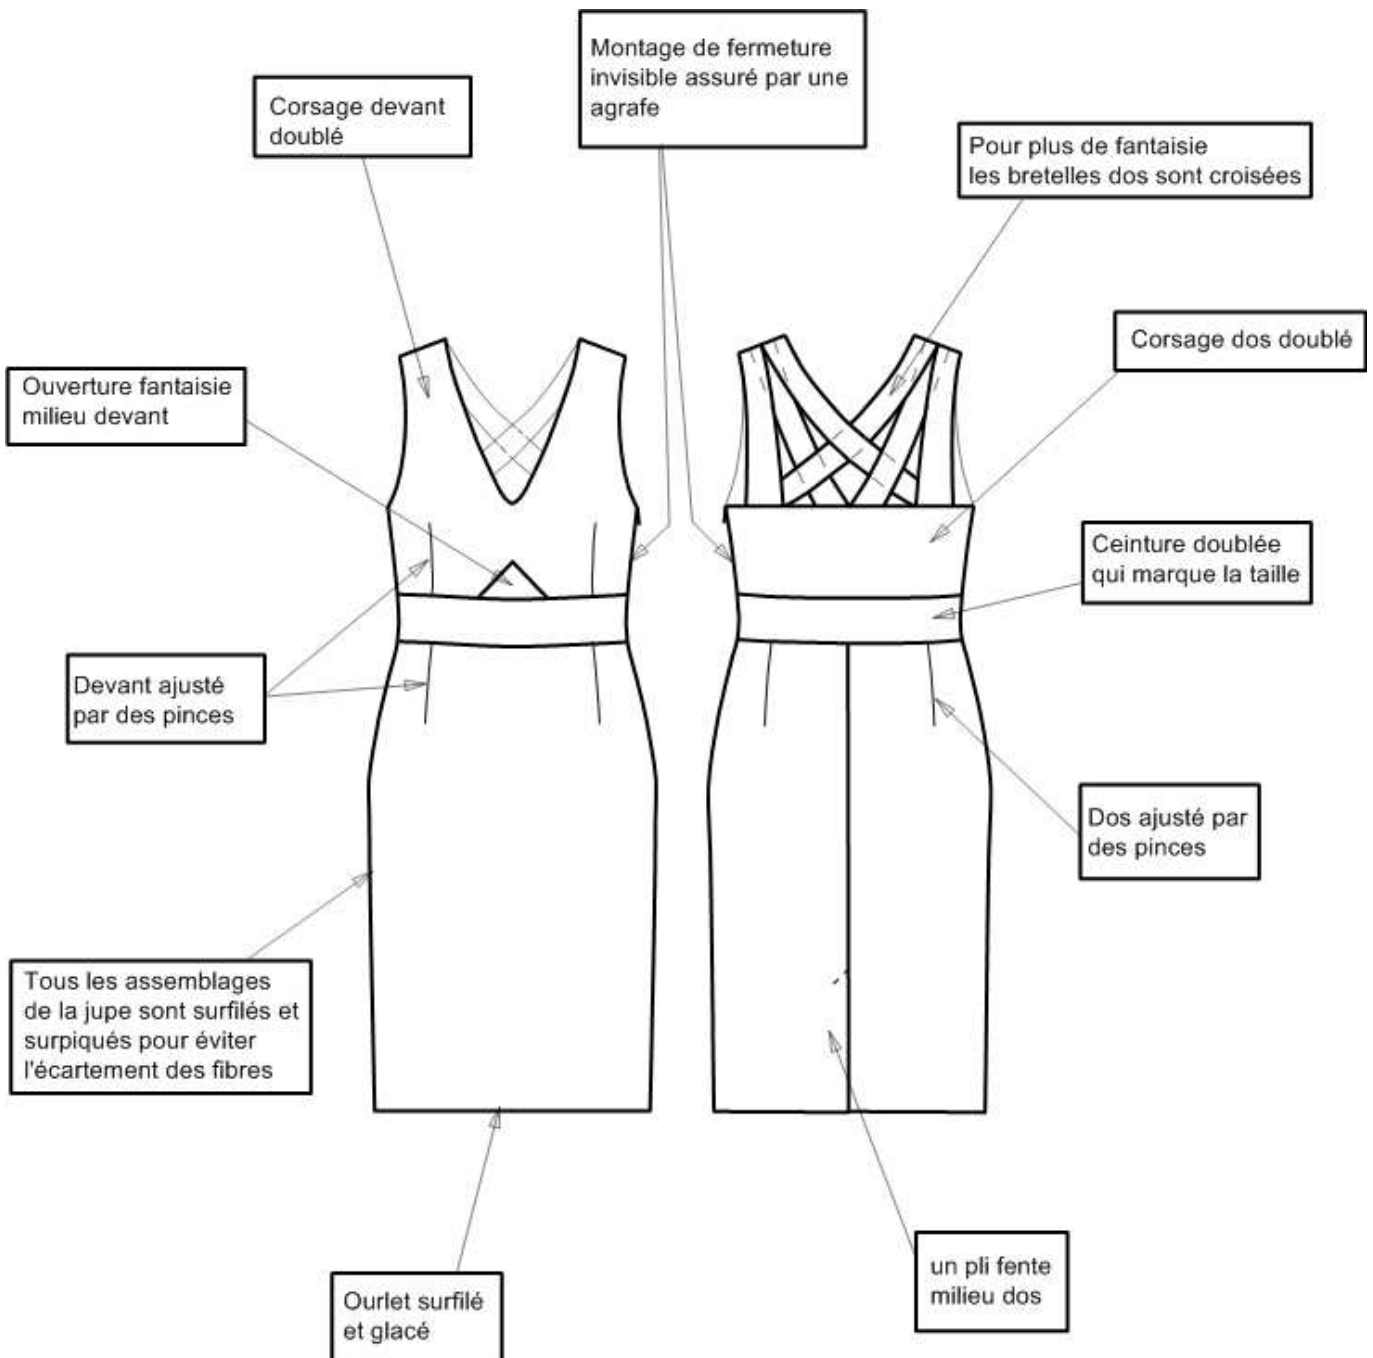 Montage de fermeture
invisible assuré par une
agrafe
Corsage devant
doublé
Pour plus de fantaisie
les bretelles dos sont croisées
Corsage dos doublé
Ouverture fantaisie
milieu devant
Ceinture doublée
qui marque la taille
Devant ajusté
par des pinces
Dos ajusté par
des pinces
Tous les assemblages
de la jupe sont surfilés et
surpiqués pour éviter
l'écartement des fibres
un pli fente
milieu dos
Ourlet surfilé
et glacé